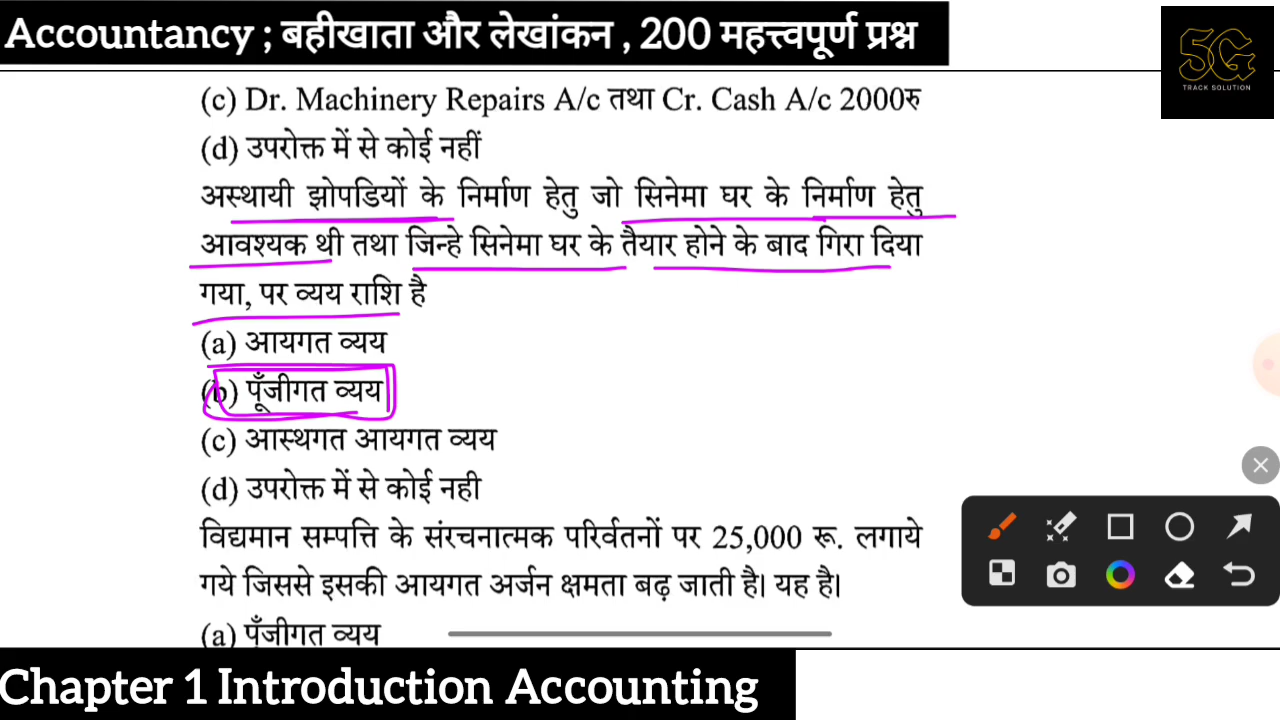 Accountancy ; बहीखाता और लेखांकन , 200 महत्त्वपूर्ण प्रश्न
5G
TRACK SOLUTION
(c) Dr. Machinery Repairs A/c तथा Cr. Cash A/c 2000रु
(d) उपरोक्त में से कोई नहीं
अस्थायी झोपडियों के निर्माण हेतु जो सिनेमा घर के निर्माण हेतु
आवश्यक थी तथा जिन्हे सिनेमा घर के तैयार होने के बाद गिरा दिया
गया, पर व्यय राशि है
(a) आयगत व्यय
(b) पूँजीगत व्यय
(c) आस्थगत आयगत व्यय
(d) उपरोक्त में से कोई नही
विद्यमान सम्पत्ति के संरचनात्मक परिर्वतनों पर 25,000 रू. लगाये
गये जिससे इसकी आयगत अर्जन क्षमता बढ़ जाती है। यह है।
(a) पूँजीगत व्यय
Chapter 1 Introduction Accounting